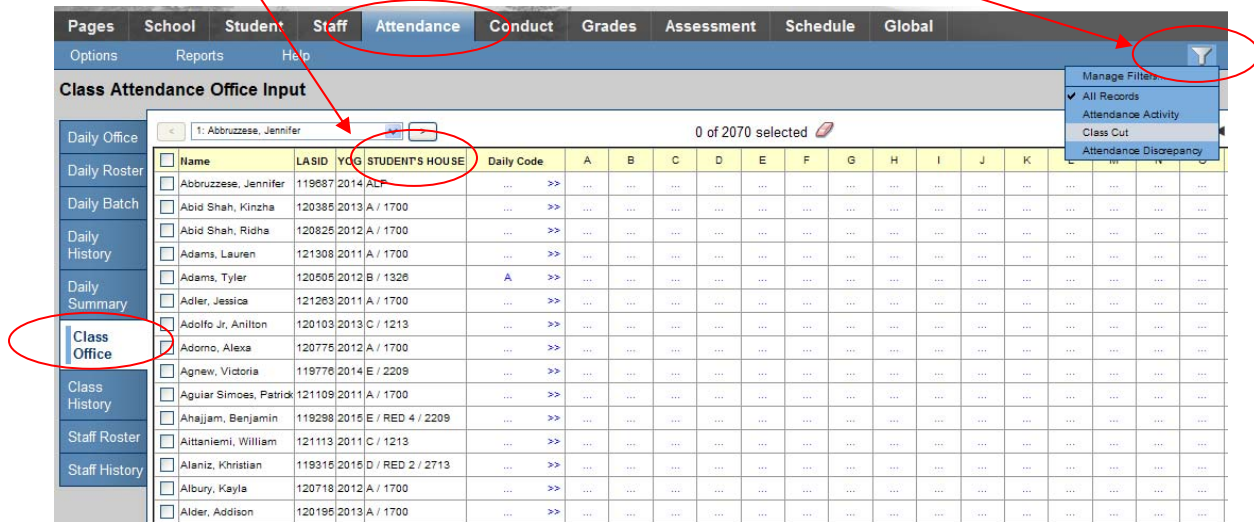 Pages School Student Staff Attendance Conduct Grades Assessment Schedule Global
Options Reports Help
Manage Filters...
All Records
Attendance Activity
Class Cut
Attendance Discrepancy
Class Attendance Office Input
Daily Office
Daily Roster
Daily Batch
Daily
History
Daily
Summary
Class
Office
Class
History
Staff Roster
Staff History
< 1: Abbruzzese, Jennifer > 0 of 2070 selected
Name LASID YOG STUDENT'S HOUSE Daily Code A B C D E F G H I J K L M N O
Abbruzzese, Jennifer 119687 2014 ALP ... >> ... ... ... ... ... ... ... ... ... ... ... ... ... ... ...
Abid Shah, Kinzha 120385 2013 A / 1700 ... >> ... ... ... ... ... ... ... ... ... ... ... ... ... ... ...
Abid Shah, Ridha 120825 2012 A / 1700 ... >> ... ... ... ... ... ... ... ... ... ... ... ... ... ... ...
Adams, Lauren 121308 2011 A / 1700 ... >> ... ... ... ... ... ... ... ... ... ... ... ... ... ... ...
Adams, Tyler 120505 2012 B / 1326 A >> ... ... ... ... ... ... ... ... ... ... ... ... ... ... ...
Adler, Jessica 121263 2011 A / 1700 ... >> ... ... ... ... ... ... ... ... ... ... ... ... ... ... ...
Adolfo Jr, Anilton 120103 2013 C / 1213 ... >> ... ... ... ... ... ... ... ... ... ... ... ... ... ... ...
Adorno, Alexa 120775 2012 A / 1700 ... >> ... ... ... ... ... ... ... ... ... ... ... ... ... ... ...
Agnew, Victoria 119776 2014 E / 2209 ... >> ... ... ... ... ... ... ... ... ... ... ... ... ... ... ...
Aguiar Simoes, Patrick 121109 2011 A / 1700 ... >> ... ... ... ... ... ... ... ... ... ... ... ... ... ... ...
Ahajjam, Benjamin 119298 2015 E / RED 4 / 2209 ... >> ... ... ... ... ... ... ... ... ... ... ... ... ... ... ...
Aittaniemi, William 121113 2011 C / 1213 ... >> ... ... ... ... ... ... ... ... ... ... ... ... ... ... ...
Alaniz, Khristian 119315 2015 D / RED 2 / 2713 ... >> ... ... ... ... ... ... ... ... ... ... ... ... ... ... ...
Albury, Kayla 120718 2012 A / 1700 ... >> ... ... ... ... ... ... ... ... ... ... ... ... ... ... ...
Alder, Addison 120195 2013 A / 1700 ... >> ... ... ... ... ... ... ... ... ... ... ... ... ... ... ...